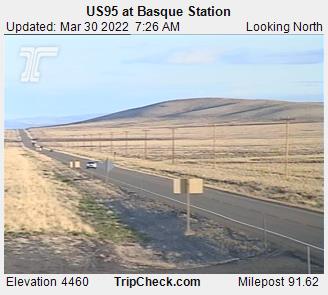 US95 at Basque Station
Updated: Mar 30 2022 7:26 AM Looking North
Elevation 4460 TripCheck.com Milepost 91.62